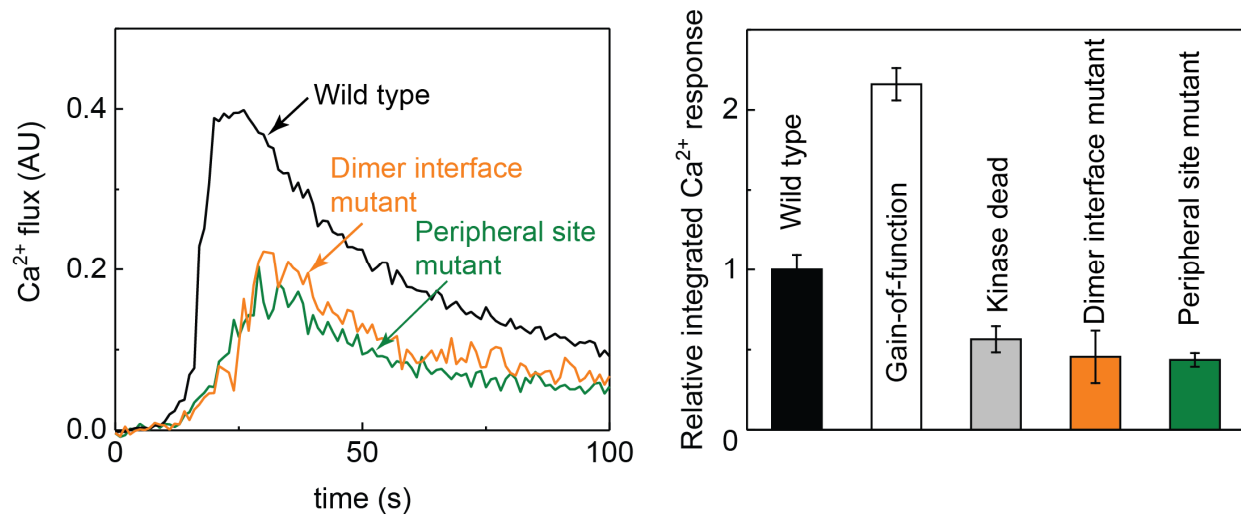 Ca²⁺ flux (AU)
0.4
0.2
0.0
0
50
100
time (s)
Wild type
Dimer interface
mutant
Peripheral site
mutant
Relative integrated Ca²⁺ response
2
1
0
Wild type
Gain-of-function
Kinase dead
Dimer interface mutant
Peripheral site mutant